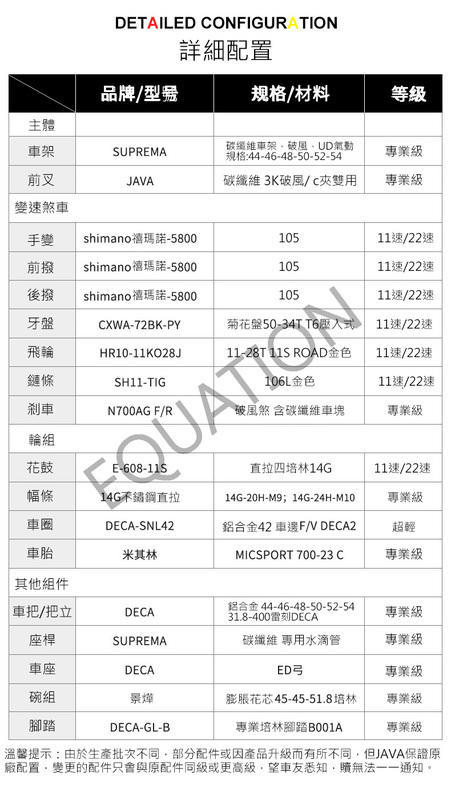 DETAILED CONFIGURATION
詳細配置
品牌/型號 規格/材料 等級
主體
車架 SUPREMA 碳纖維車架、破風、UD氣動 規格:44-46-48-50-52-54 專業級
前叉 JAVA 碳纖維 3K破風/ c夾雙用 專業級
變速煞車
手變 shimano禧瑪諾-5800 105 11速/22速
前撥 shimano禧瑪諾-5800 105 11速/22速
後撥 shimano禧瑪諾-5800 105 11速/22速
牙盤 CXWA-72BK-PY 菊花盤50-34T T6壓入式 11速/22速
飛輪 HR10-11KO28J 11-28T 11S ROAD金色 11速/22速
鏈條 SH11-TIG 106L金色 11速/22速
剎車 N700AG F/R 破風煞 含碳纖維車塊 專業級
輪組
花鼓 E-608-11S 直拉四培林14G 11速/22速
幅條 14G不鏽鋼直拉 14G-20H-M9；14G-24H-M10 專業級
車圈 DECA-SNL42 鋁合金42 車邊F/V DECA2 超輕
車胎 米其林 MICSPORT 700-23 C 專業級
其他組件
車把/把立 DECA 鋁合金 44-46-48-50-52-54 31.8-400雷刻DECA 專業級
座桿 SUPREMA 碳纖維 專用水滴管 專業級
車座 DECA ED弓 專業級
碗組 景燁 膨脹花芯45-45-51.8培林 專業級
腳踏 DECA-GL-B 專業培林腳踏B001A 專業級
溫馨提示：由於生產批次不同，部分配件或因產品升級而有所不同，但JAVA保證原
廠配置，變更的配件只會與原配件同級或更高級，望車友悉知，贖無法一一通知。
EQUATION